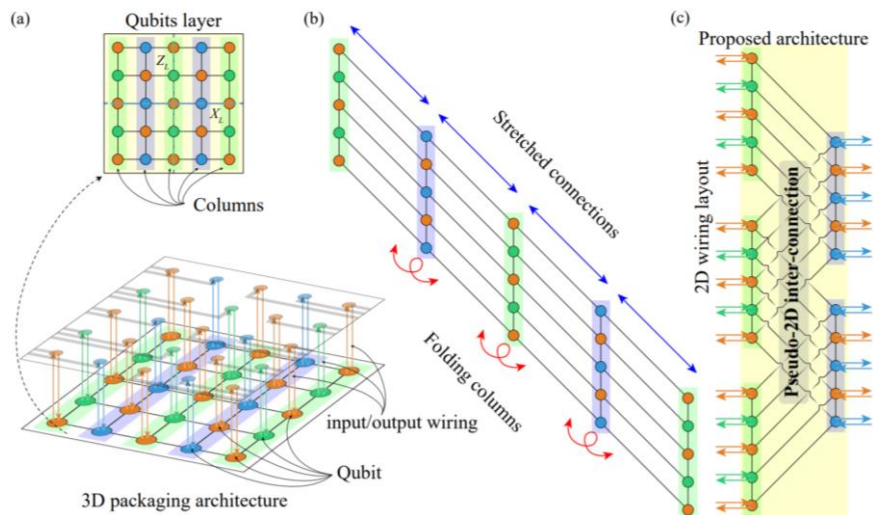 (a)
Qubits layer
Z_L
X_L
Columns
input/output wiring
Qubit
3D packaging architecture
(b)
Stretched connections
Folding columns
(c)
Proposed architecture
2D wiring layout
Pseudo-2D inter-connection